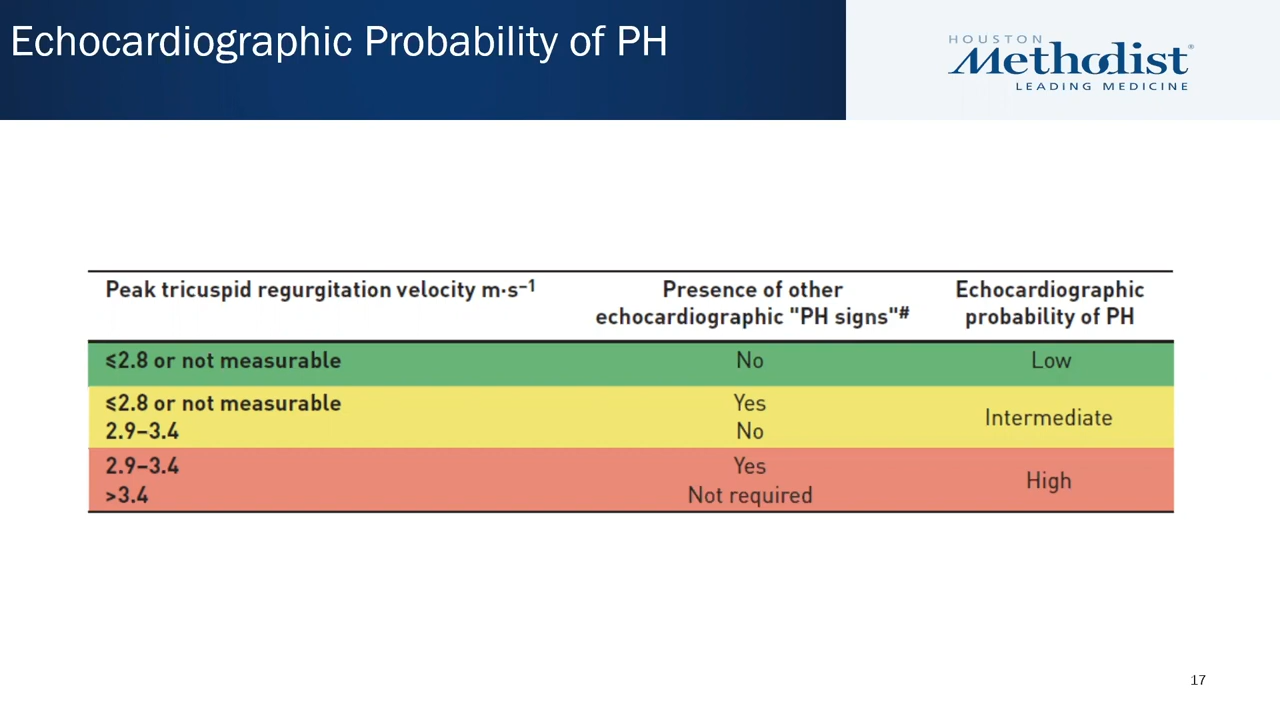 Echocardiographic Probability of PH
HOUSTON
Methodist®
LEADING MEDICINE
Peak tricuspid regurgitation velocity m·s⁻¹ Presence of other echocardiographic "PH signs"# Echocardiographic probability of PH
≤2.8 or not measurable No Low
≤2.8 or not measurable Yes
2.9–3.4 No
Intermediate
2.9–3.4 Yes
>3.4 Not required
High
17